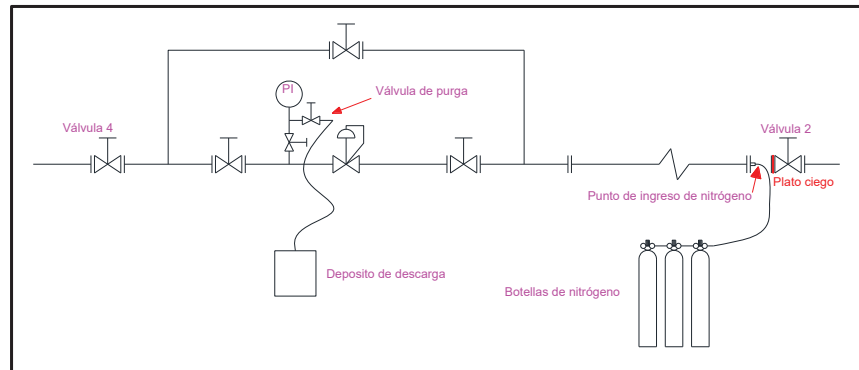 PI
Válvula de purga
Válvula 4
Válvula 2
Plato ciego
Punto de ingreso de nitrógeno
Deposito de descarga
Botellas de nitrógeno